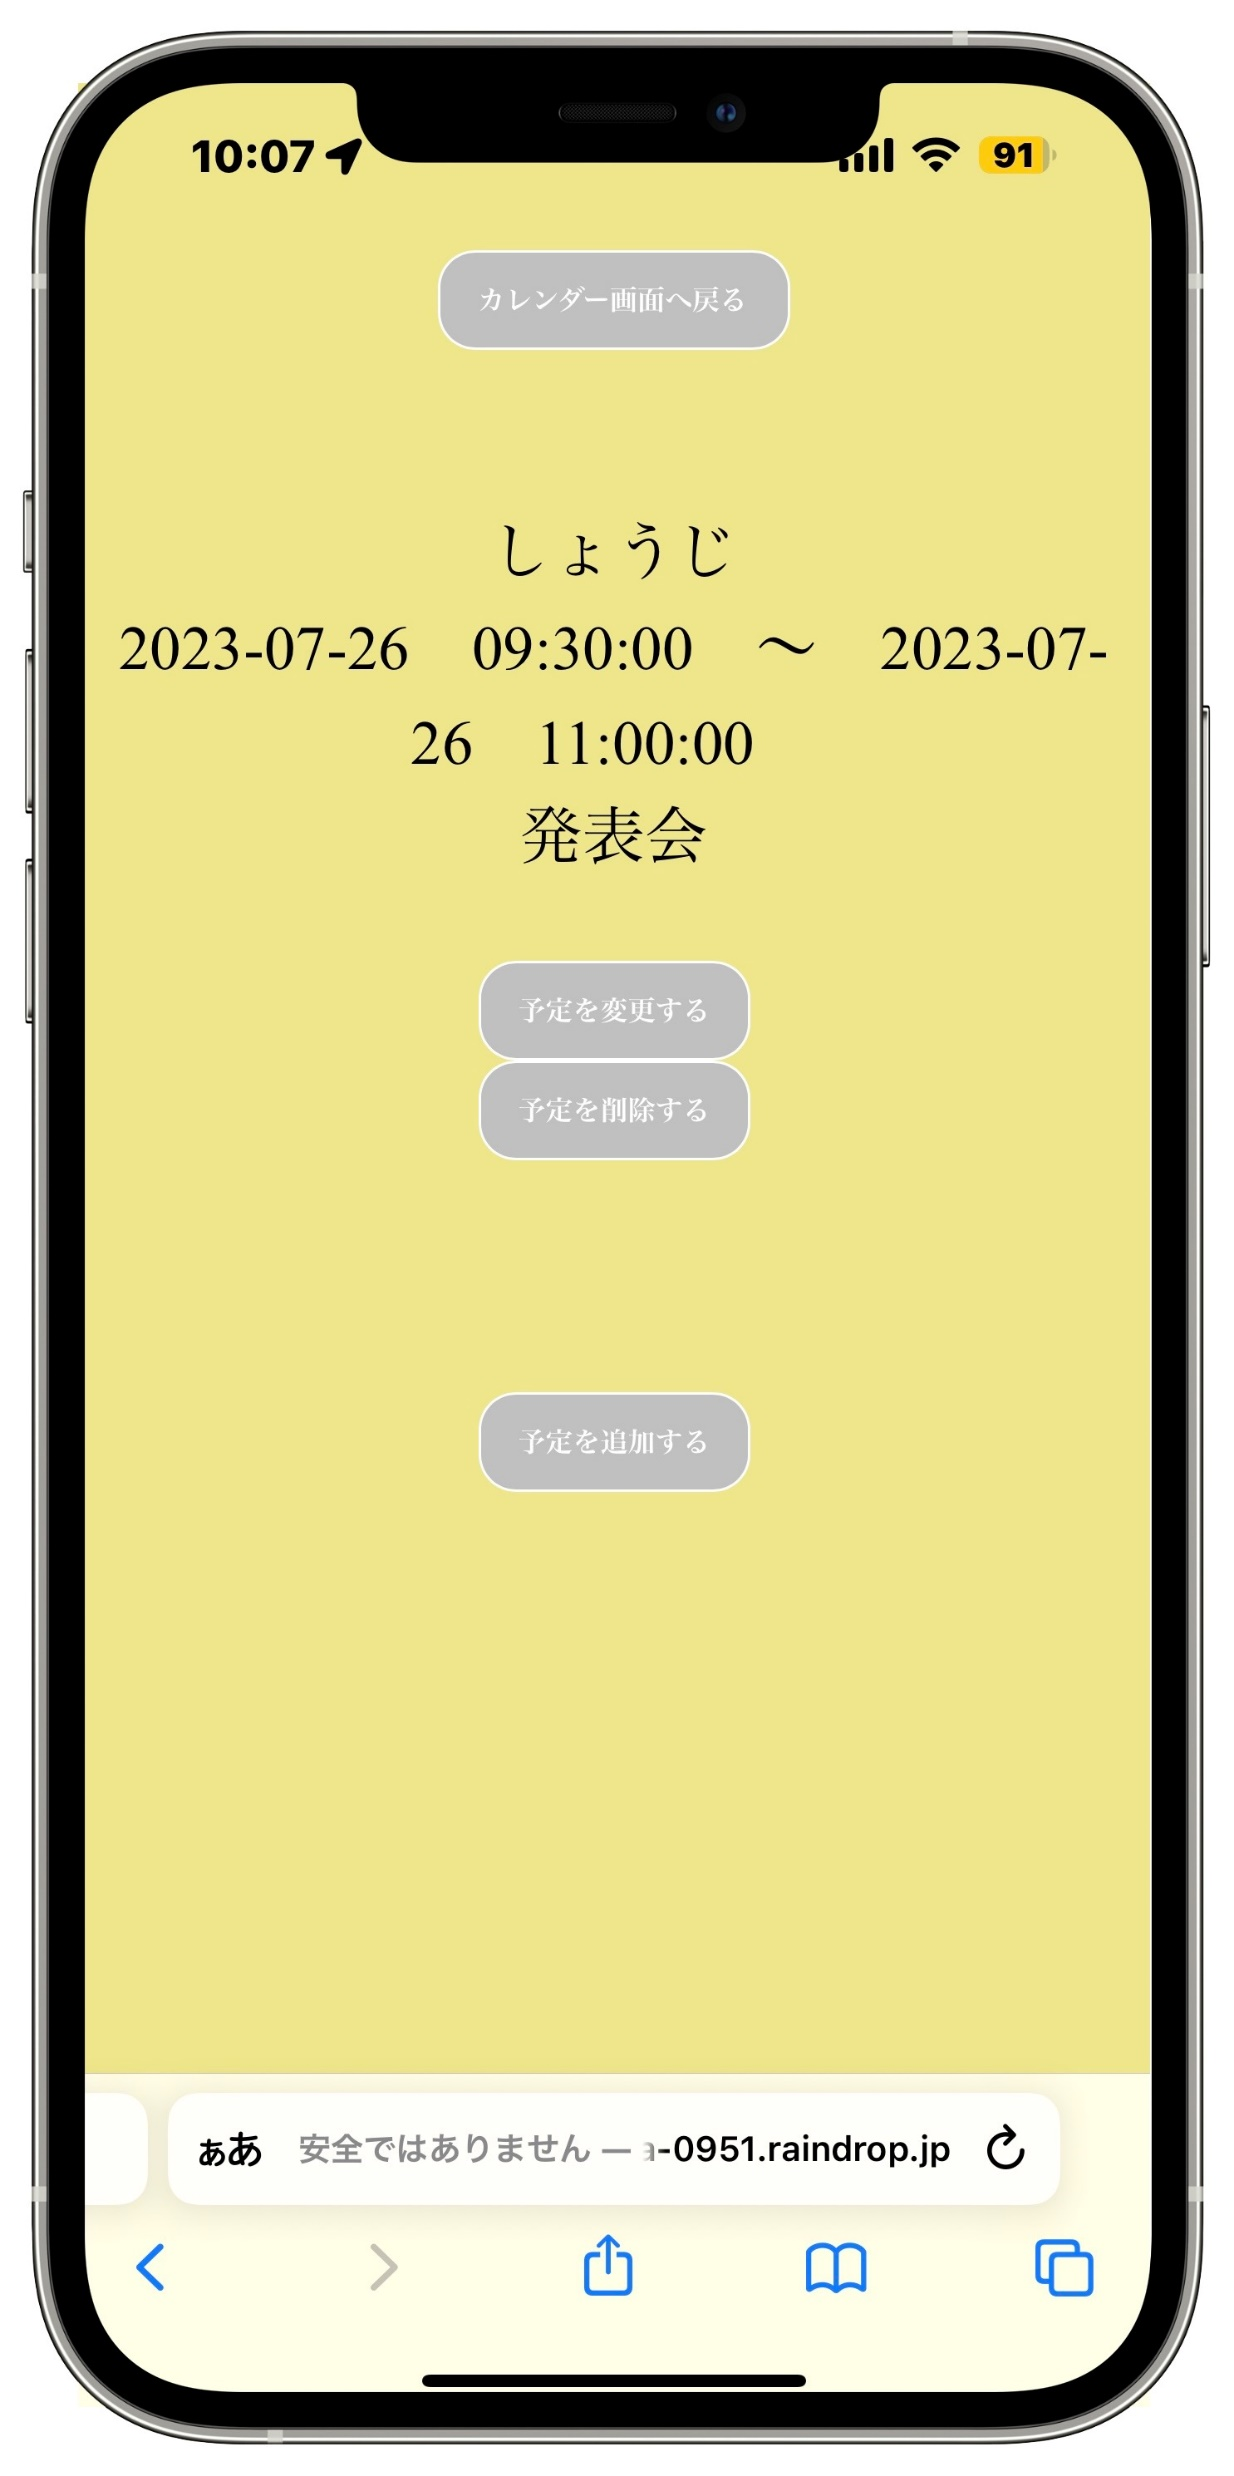 10:07
91
カレンダー画面へ戻る
しょうじ
2023-07-26　09:30:00　〜　2023-07-
26　11:00:00
発表会
予定を変更する
予定を削除する
予定を追加する
ぁあ 安全ではありません — -0951.raindrop.jp